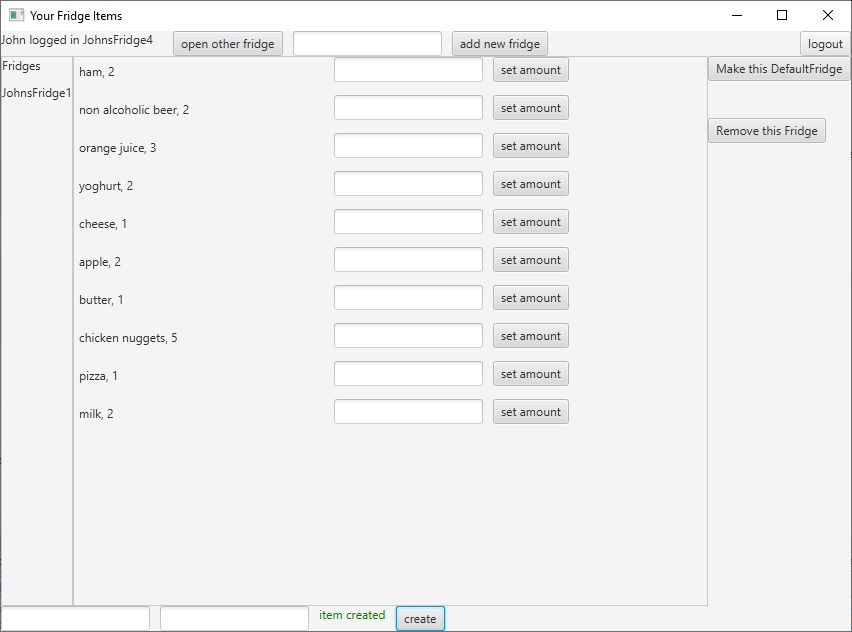 Your Fridge Items
John logged in JohnsFridge4 open other fridge add new fridge logout
Fridges
JohnsFridge1
ham, 2 set amount
non alcoholic beer, 2 set amount
orange juice, 3 set amount
yoghurt, 2 set amount
cheese, 1 set amount
apple, 2 set amount
butter, 1 set amount
chicken nuggets, 5 set amount
pizza, 1 set amount
milk, 2 set amount
Make this DefaultFridge
Remove this Fridge
item created create